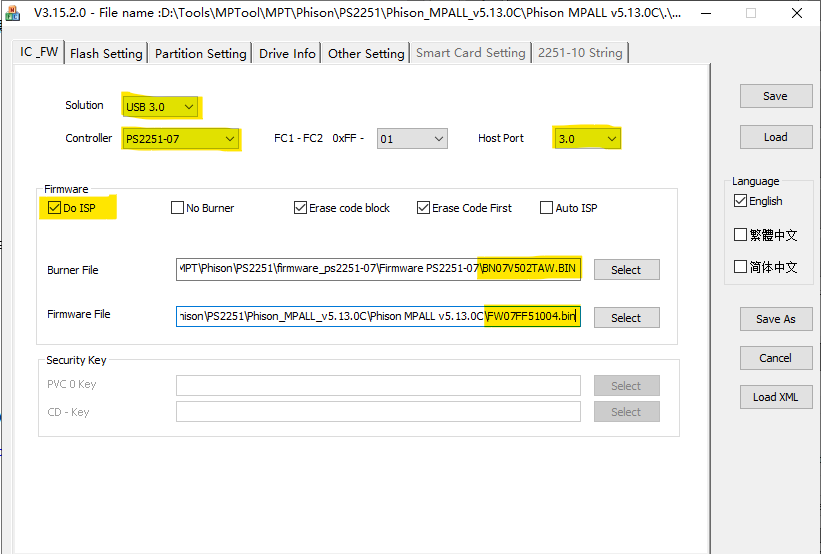 V3.15.2.0 - File name :D:\Tools\MPTool\MPT\Phison\PS2251\Phison_MPALL_v5.13.0C\Phison MPALL v5.13.0C\.\...
IC _FW Flash Setting Partition Setting Drive Info Other Setting Smart Card Setting 2251-10 String
Solution USB 3.0
Controller PS2251-07 FC1 - FC2 0xFF - 01 Host Port 3.0
Firmware
Do ISP No Burner Erase code block Erase Code First Auto ISP
Burner File MPT\Phison\PS2251\firmware_ps2251-07\Firmware PS2251-07\BN07V502TAW.BIN Select
Firmware File hison\PS2251\Phison_MPALL_v5.13.0C\Phison MPALL v5.13.0C\FW07FF51004.bin Select
Security Key
PVC 0 Key Select
CD - Key Select
Save
Load
Language
English
繁體中文
简体中文
Save As
Cancel
Load XML